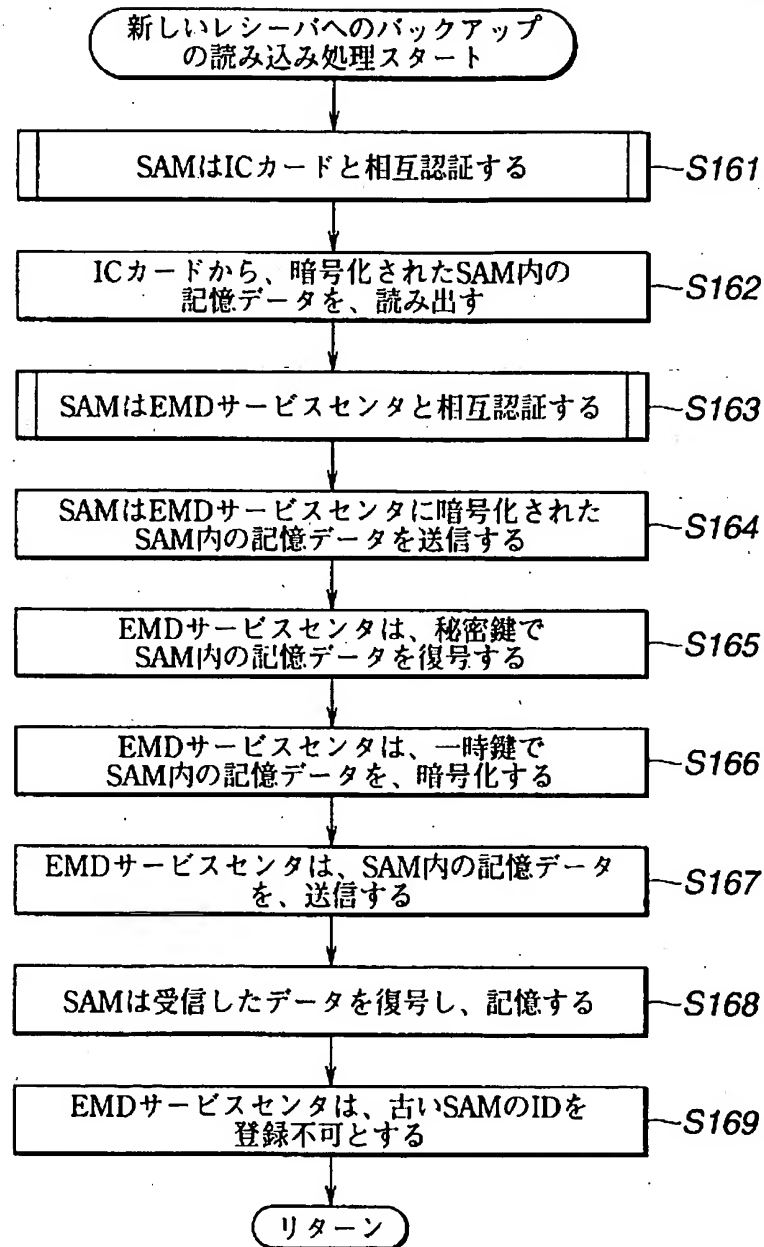 新しいレシーバへのバックアップ
の読み込み処理スタート
SAMはICカードと相互認証する
S161
ICカードから、暗号化されたSAM内の
記憶データを、読み出す
S162
SAMはEMDサービスセンタと相互認証する
S163
SAMはEMDサービスセンタに暗号化された
SAM内の記憶データを送信する
S164
EMDサービスセンタは、秘密鍵で
SAM内の記憶データを復号する
S165
EMDサービスセンタは、一時鍵で
SAM内の記憶データを、暗号化する
S166
EMDサービスセンタは、SAM内の記憶データ
を、送信する
S167
SAMは受信したデータを復号し、記憶する
S168
EMDサービスセンタは、古いSAMのIDを
登録不可とする
S169
リターン